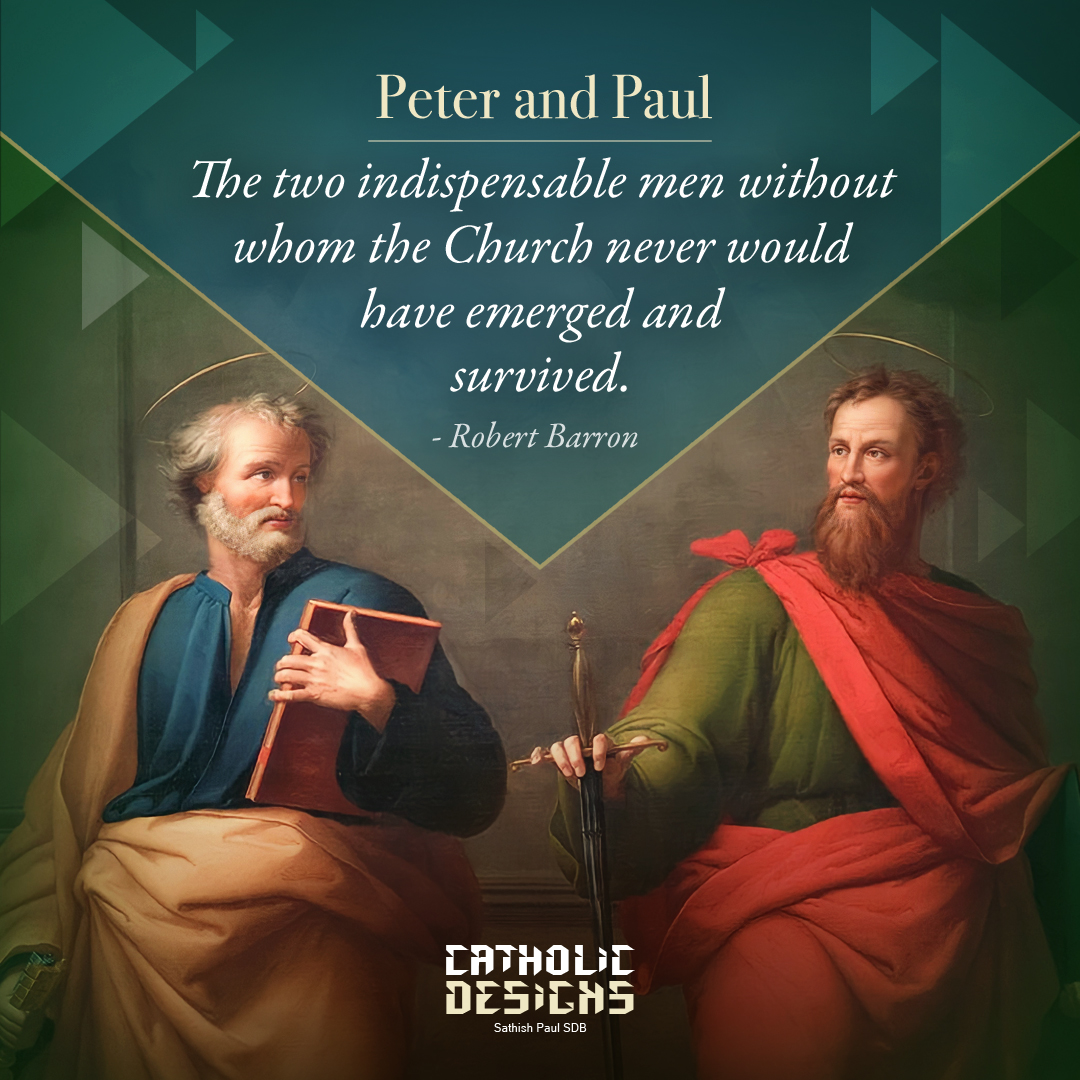 Peter and Paul
The two indispensable men without
whom the Church never would
have emerged and
survived.
- Robert Barron
CATHOLIC
DESIGNS
Sathish Paul SDB